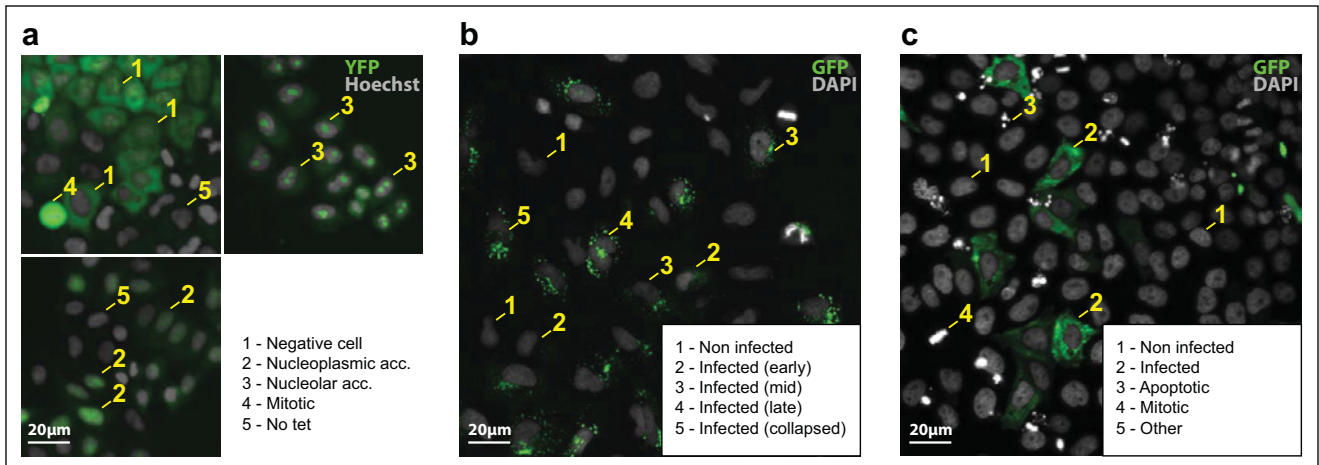 a
YFP
Hoechst
1
1
1
4
5
3
3
3
5
2
2
2
20µm
1 - Negative cell
2 - Nucleoplasmic acc.
3 - Nucleolar acc.
4 - Mitotic
5 - No tet
b
GFP
DAPI
1
3
5
4
3
2
1
2
20µm
1 - Non infected
2 - Infected (early)
3 - Infected (mid)
4 - Infected (late)
5 - Infected (collapsed)
c
GFP
DAPI
3
2
1
1
4
2
20µm
1 - Non infected
2 - Infected
3 - Apoptotic
4 - Mitotic
5 - Other